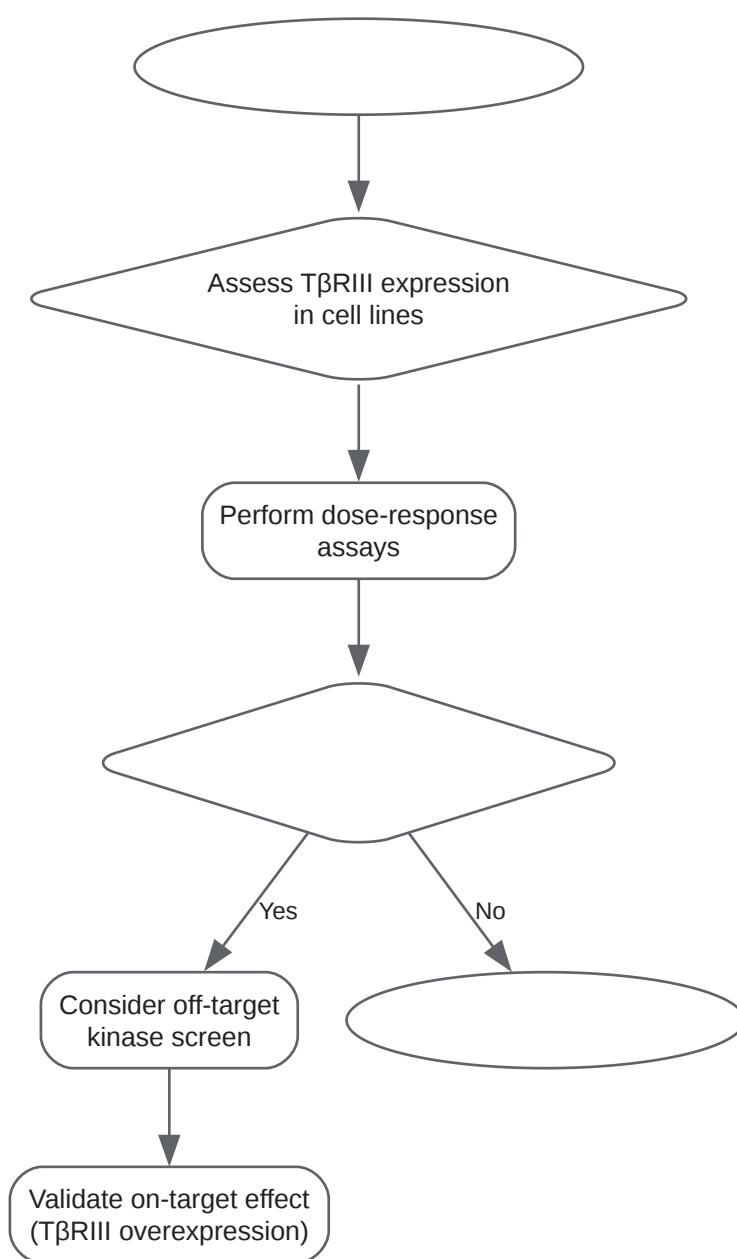 Assess TβRIII expression
in cell lines
Perform dose-response
assays
Yes
No
Consider off-target
kinase screen
Validate on-target effect
(TβRIII overexpression)